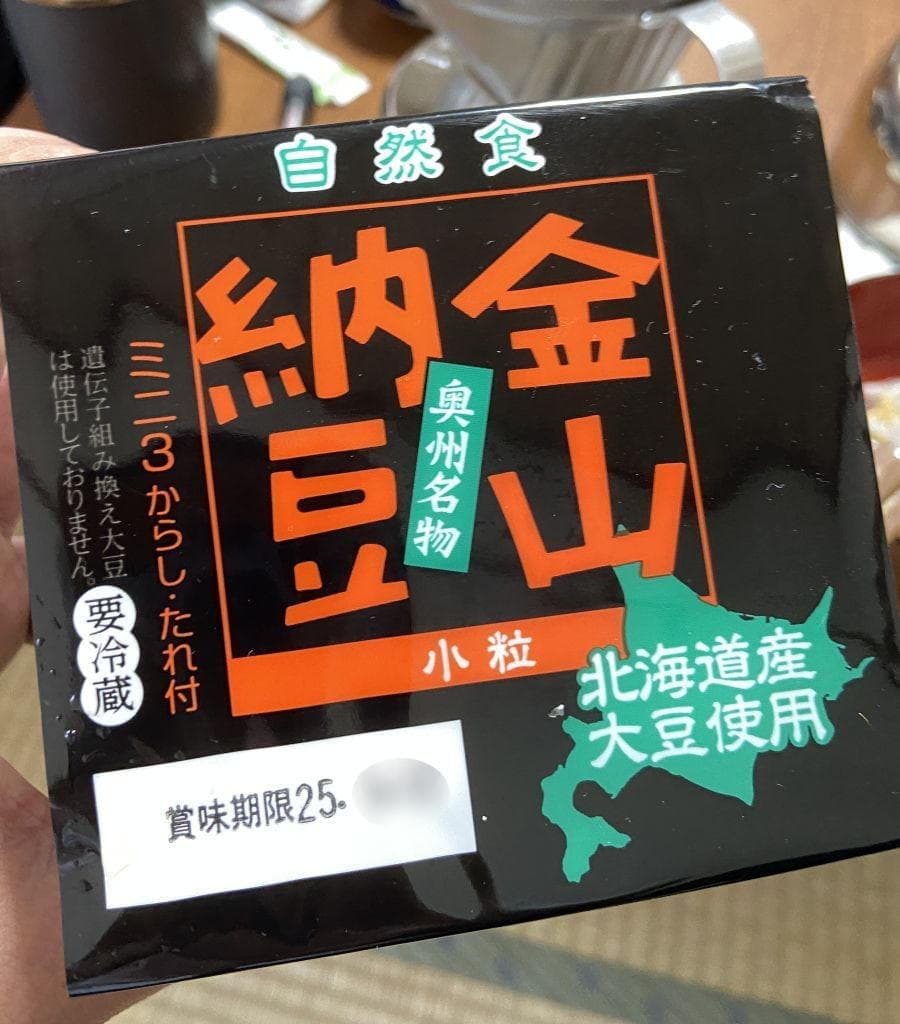 自然食
金山
納豆
奥州名物
小粒
北海道産
大豆使用
ミニ3からし・たれ付
遺伝子組み換え大豆
は使用しておりません。
要冷蔵
賞味期限25.